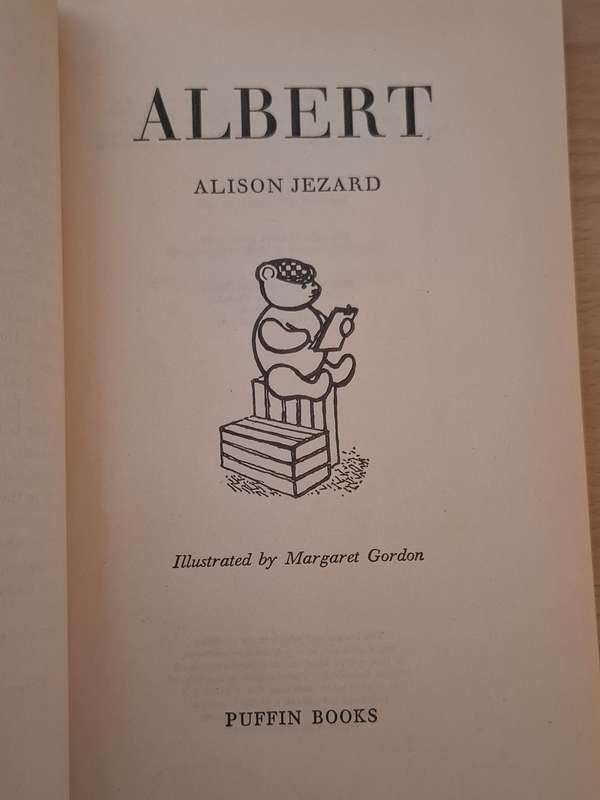 ALBERT
ALISON JEZARD
Illustrated by Margaret Gordon
PUFFIN BOOKS